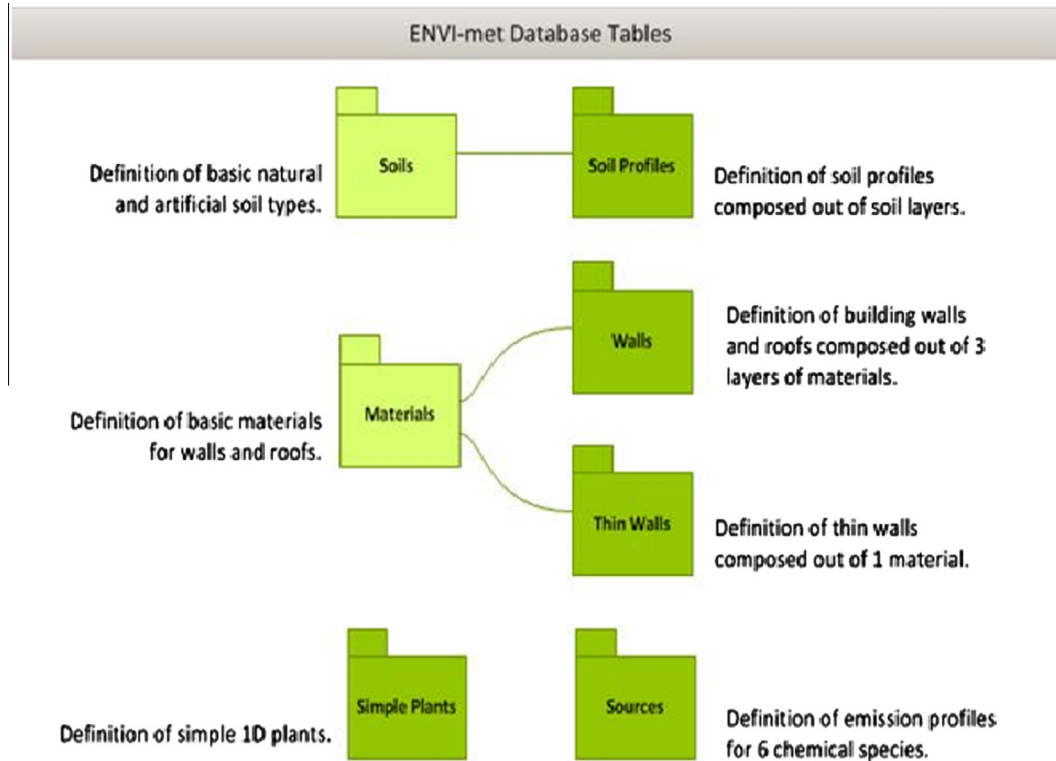 ENVI-met Database Tables
Soils
Definition of basic natural
and artificial soil types.
Soil Profiles
Definition of soil profiles
composed out of soil layers.
Walls
Definition of building walls
and roofs composed out of 3
layers of materials.
Materials
Definition of basic materials
for walls and roofs.
Thin Walls
Definition of thin walls
composed out of 1 material.
Simple Plants
Definition of simple 1D plants.
Sources
Definition of emission profiles
for 6 chemical species.